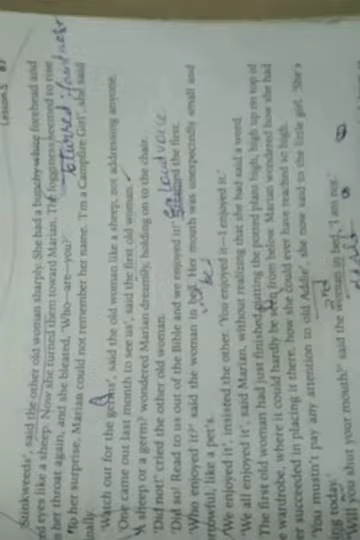 Lesson 5
'Stinkweeds', said the other old woman sharply. She had a bunchy white forehead and
red eyes like a sheep. Now she turned them toward Marian. The fogginess seemed to rise
her throat again, and she bleated, 'Who—are—you?'
To her surprise, Marian could not remember her name. 'I'm a Campfire Girl', she said
finally.
'Watch out for the germs', said the old woman like a sheep, not addressing anyone.
'One came out last month to see us', said the first old woman.
A sheep or a germ? wondered Marian dreamily, holding on to the chair.
'Did not!' cried the other old woman.
'Did so! Read to us out of the Bible and we enjoyed it!' the first.
loud voice
'Who enjoyed it?' said the woman in bed. Her mouth was unexpectedly small and
bed
sorrowful, like a pet's.
'We enjoyed it', insisted the other. 'You enjoyed it—I enjoyed it.'
'We all enjoyed it', said Marian, without realizing that she had said a word.
The first old woman had just finished putting the potted plant high, high on top of
the wardrobe, where it could hardly be seen from below. Marian wondered how she had
ever succeeded in placing it there, how she could ever have reached so high.
'You mustn't pay any attention to old Addie', she now said to the little girl. 'She's
2nd
ing today.'
'Will you shut your mouth?' said the woman in bed, 'I am not.'